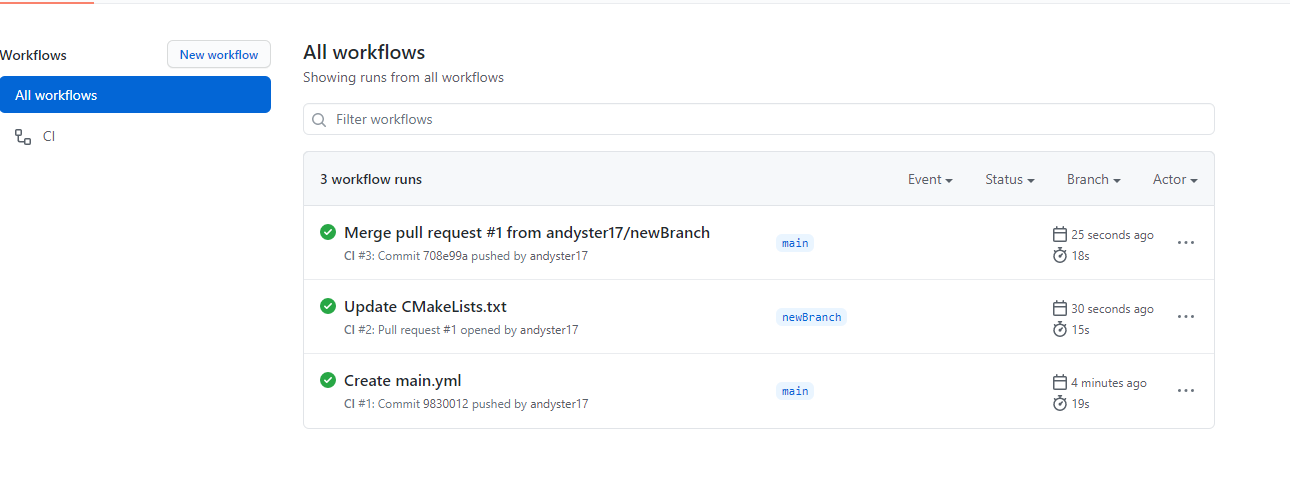 Workflows
New workflow
All workflows
CI
All workflows
Showing runs from all workflows
Filter workflows
3 workflow runs
Event
Status
Branch
Actor
Merge pull request #1 from andyster17/newBranch
CI #3: Commit 708e99a pushed by andyster17
main
25 seconds ago
18s
Update CMakeLists.txt
CI #2: Pull request #1 opened by andyster17
newBranch
30 seconds ago
15s
Create main.yml
CI #1: Commit 9830012 pushed by andyster17
main
4 minutes ago
19s